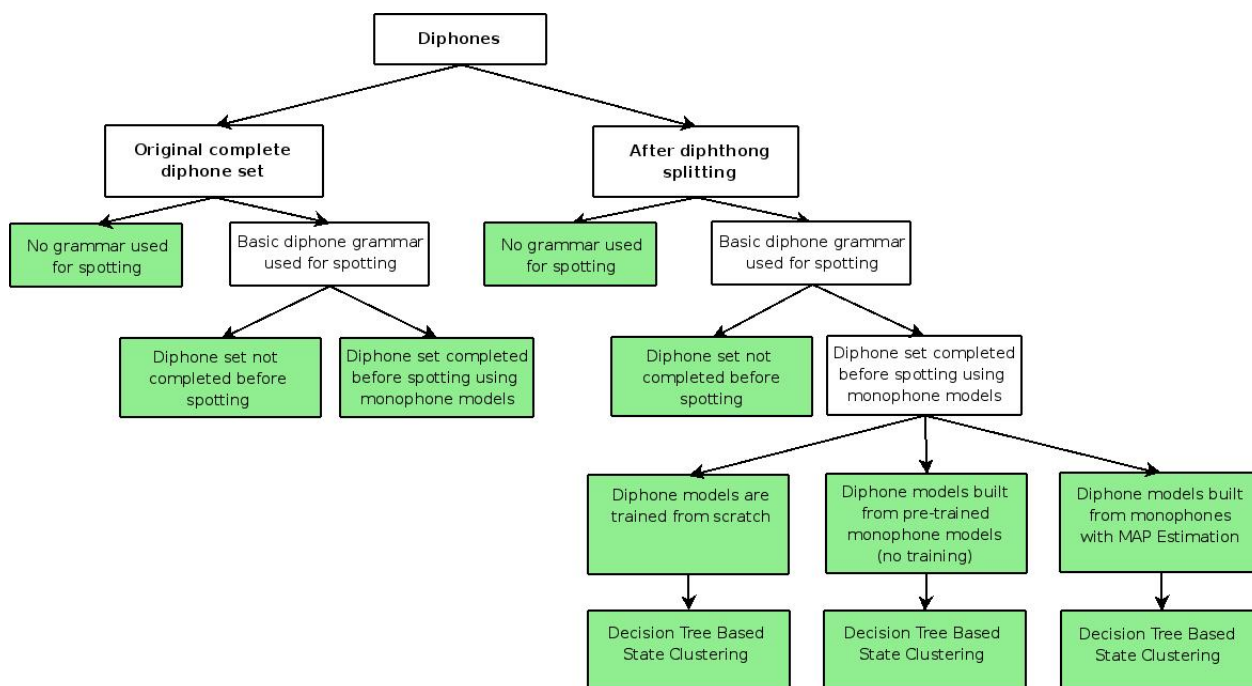 Diphones
Original complete
diphone set
After diphthong
splitting
No grammar used
for spotting
Basic diphone grammar
used for spotting
No grammar used
for spotting
Basic diphone grammar
used for spotting
Diphone set not
completed before
spotting
Diphone set completed
before spotting using
monophone models
Diphone set not
completed before
spotting
Diphone set completed
before spotting using
monophone models
Diphone models are
trained from scratch
Diphone models built
from pre-trained
monophone models
(no training)
Diphone models built
from monophones
with MAP Estimation
Decision Tree Based
State Clustering
Decision Tree Based
State Clustering
Decision Tree Based
State Clustering